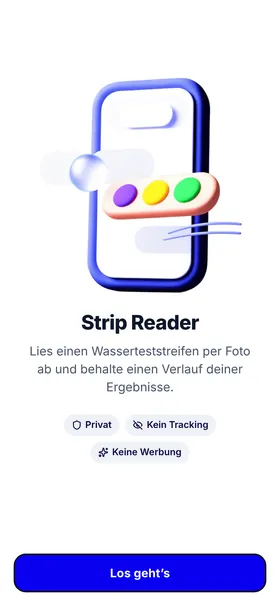 Strip Reader
Lies einen Wasserteststreifen per Foto
ab und behalte einen Verlauf deiner
Ergebnisse.
Privat
Kein Tracking
Keine Werbung
Los geht’s